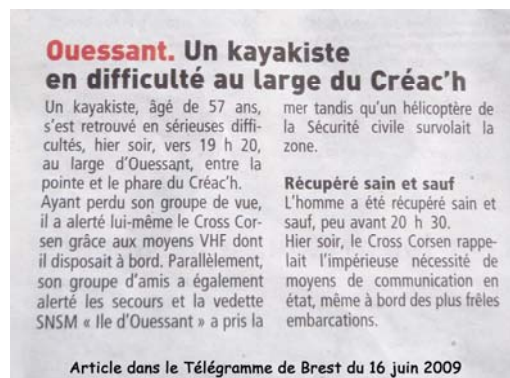 Ouessant. Un kayakiste
en difficulté au large du Créac'h
Un kayakiste, âgé de 57 ans,
s'est retrouvé en sérieuses diffi-
cultés, hier soir, vers 19 h 20,
au large d'Ouessant, entre la
pointe et le phare du Créac'h.
Ayant perdu son groupe de vue,
il a alerté lui-même le Cross Cor-
sen grâce aux moyens VHF dont
il disposait à bord. Parallèlement,
son groupe d'amis a également
alerté les secours et la vedette
SNSM « Ile d'Ouessant » a pris la
mer tandis qu'un hélicoptère de
la Sécurité civile survolait la
zone.
Récupéré sain et sauf
L'homme a été récupéré sain et
sauf, peu avant 20 h 30.
Hier soir, le Cross Corsen rappe-
lait l'impérieuse nécessité de
moyens de communication en
état, même à bord des plus frêles
embarcations.
Article dans le Télégramme de Brest du 16 juin 2009